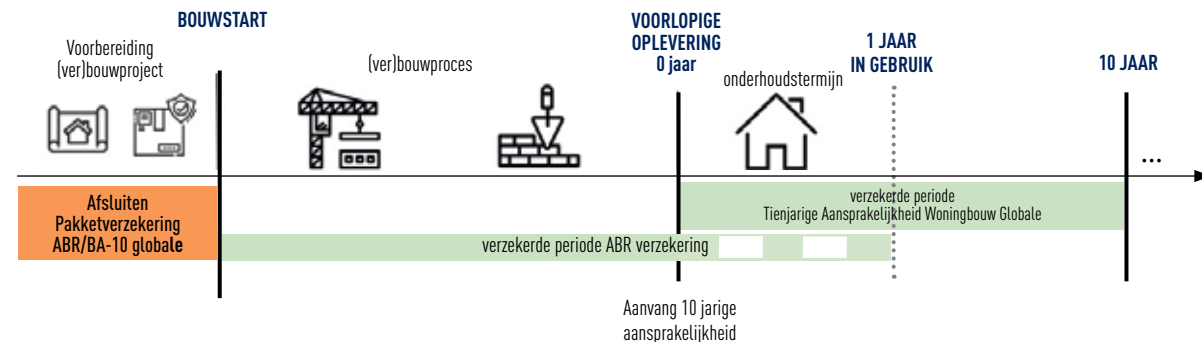 BOUWSTART
Voorbereiding
(ver)bouwproject
(ver)bouwproces
VOORLOPIGE
OPLEVERING
0 jaar
onderhoudstermijn
1 JAAR
IN GEBRUIK
10 JAAR
...
Afsluiten
Pakketverzekering
ABR/BA-10 globale
verzekerde periode
Tienjarige Aansprakelijkheid Woningbouw Globale
verzekerde periode ABR verzekering
Aanvang 10 jarige
aansprakelijkheid